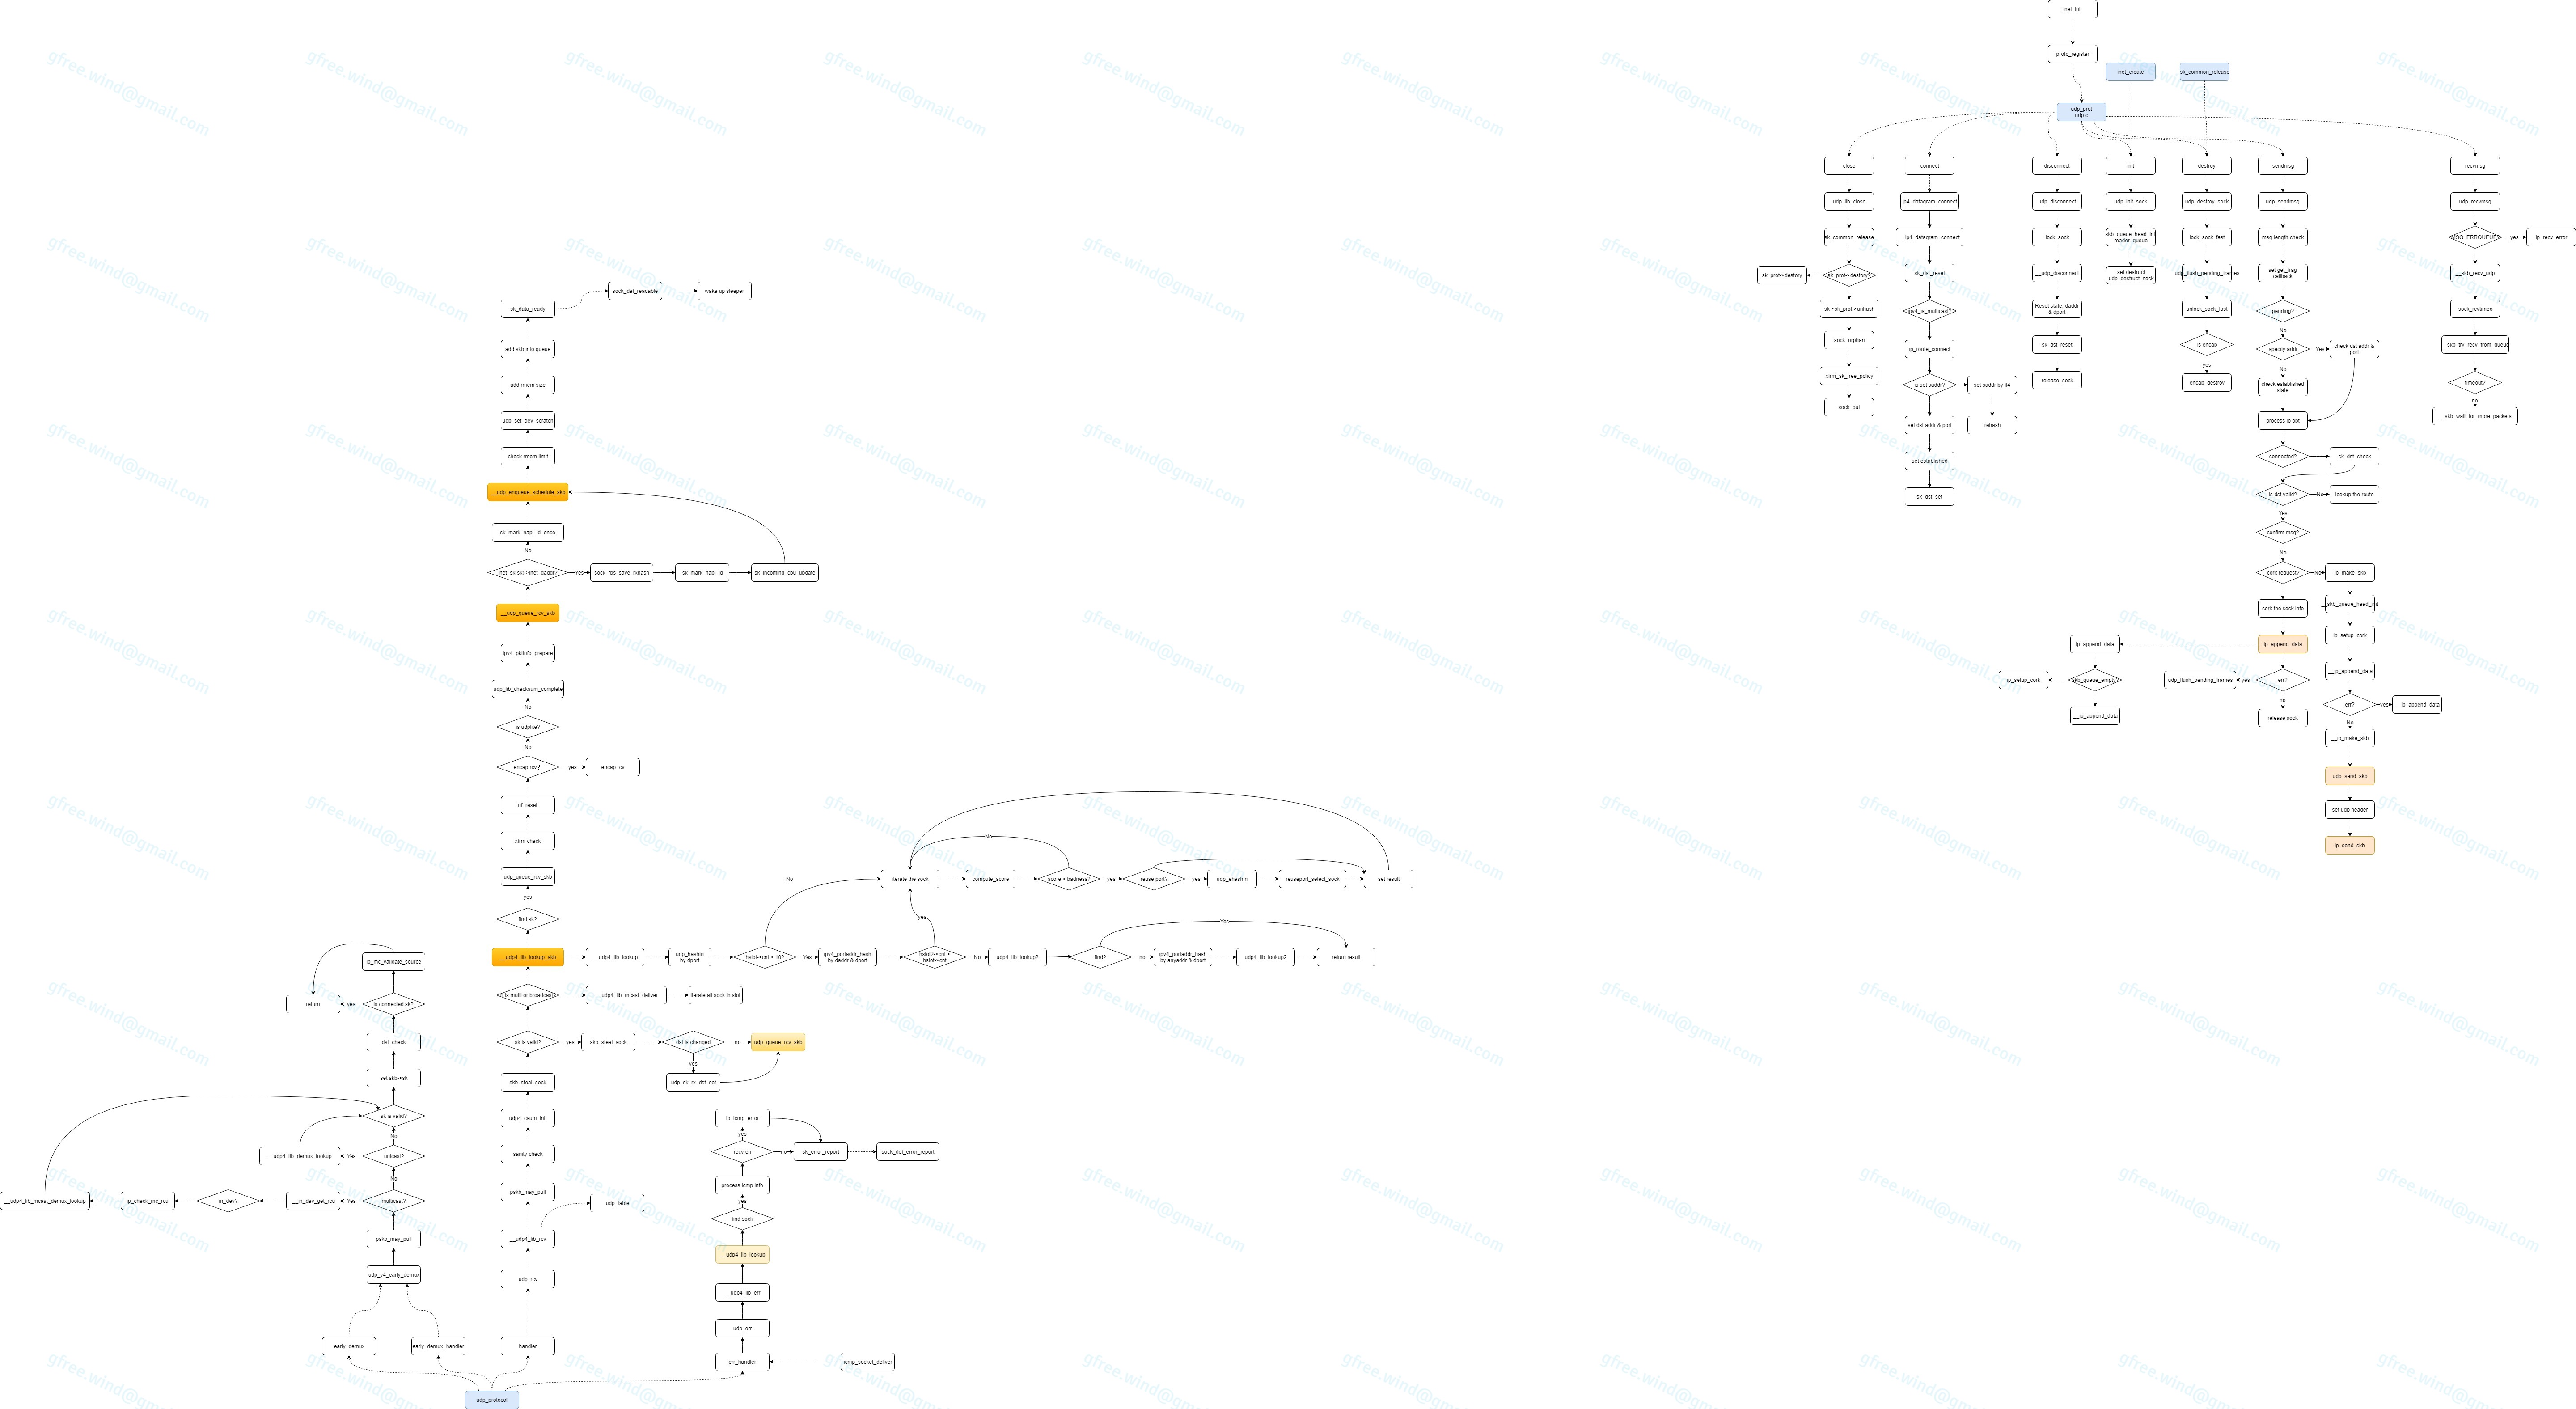 inet_init
proto_register
inet_create
sk_common_release
udp_prot
udp.c
close
connect
disconnect
init
destroy
sendmsg
recvmsg
udp_lib_close
ip4_datagram_connect
udp_disconnect
udp_init_sock
udp_destroy_sock
udp_sendmsg
udp_recvmsg
sk_common_release
__ip4_datagram_connect
lock_sock
skb_queue_head_init
reader_queue
lock_sock_fast
msg length check
MSG_ERRQUEUE?
yes
ip_recv_error
sk_prot->destory
sk_prot->destory?
sk_dst_reset
__udp_disconnect
set destruct
udp_destruct_sock
udp_flush_pending_frames
set get_frag
callback
__skb_recv_udp
sk->sk_prot->unhash
ipv4_is_multicast?
Reset state, daddr
& dport
unlock_sock_fast
pending?
No
sock_rcvtimeo
sock_orphan
ip_route_connect
sk_dst_reset
is encap
yes
specify addr
Yes
check dst addr &
port
No
__skb_try_recv_from_queue
xfrm_sk_free_policy
is set saddr?
set saddr by fl4
release_sock
encap_destroy
check established
state
timeout?
no
sock_put
set dst addr & port
rehash
process ip opt
__skb_wait_for_more_packets
set established
connected?
sk_dst_check
sk_dst_set
is dst valid?
No
lookup the route
Yes
confirm msg?
No
cork request?
No
ip_make_skb
cork the sock info
__skb_queue_head_init
ip_append_data
ip_append_data
ip_setup_cork
ip_setup_cork
skb_queue_empty?
udp_flush_pending_frames
yes
err?
no
__ip_append_data
__ip_append_data
release sock
err?
yes
__ip_append_data
No
__ip_make_skb
udp_send_skb
set udp header
ip_send_skb
sk_data_ready
sock_def_readable
wake up sleeper
add skb into queue
add rmem size
udp_set_dev_scratch
check rmem limit
__udp_enqueue_schedule_skb
sk_mark_napi_id_once
No
inet_sk(sk)->inet_daddr?
Yes
sock_rps_save_rxhash
sk_mark_napi_id
sk_incoming_cpu_update
__udp_queue_rcv_skb
ipv4_pktinfo_prepare
udp_lib_checksum_complete
No
is udplite?
No
encap rcv?
yes
encap rcv
nf_reset
xfrm check
udp_queue_rcv_skb
yes
find sk?
No
No
iterate the sock
compute_score
score > badness?
yes
reuse port?
yes
udp_ehashfn
reuseport_select_sock
set result
yes
Yes
__udp4_lib_lookup_skb
__udp4_lib_lookup
udp_hashfn
by dport
hslot->cnt > 10?
Yes
ipv4_portaddr_hash
by daddr & dport
hslot2->cnt >
hslot->cnt
No
udp4_lib_lookup2
find?
no
ipv4_portaddr_hash
by anyaddr & dport
udp4_lib_lookup2
return result
rt is multi or broadcast?
__udp4_lib_mcast_deliver
iterate all sock in slot
sk is valid?
yes
skb_steal_sock
dst is changed
no
udp_queue_rcv_skb
yes
udp_sk_rx_dst_set
skb_steal_sock
udp4_csum_init
sanity check
pskb_may_pull
__udp4_lib_rcv
udp_table
udp_rcv
handler
ip_mc_validate_source
return
yes
is connected sk?
dst_check
set skb->sk
sk is valid?
No
__udp4_lib_demux_lookup
Yes
unicast?
No
__udp4_lib_mcast_demux_lookup
ip_check_mc_rcu
in_dev?
__in_dev_get_rcu
Yes
multicast?
pskb_may_pull
udp_v4_early_demux
early_demux
early_demux_handler
ip_icmp_error
yes
recv err
no
sk_error_report
sock_def_error_report
process icmp info
yes
find sock
__udp4_lib_lookup
__udp4_lib_err
udp_err
err_handler
icmp_socket_deliver
udp_protocol
gfree.wind@gmail.com